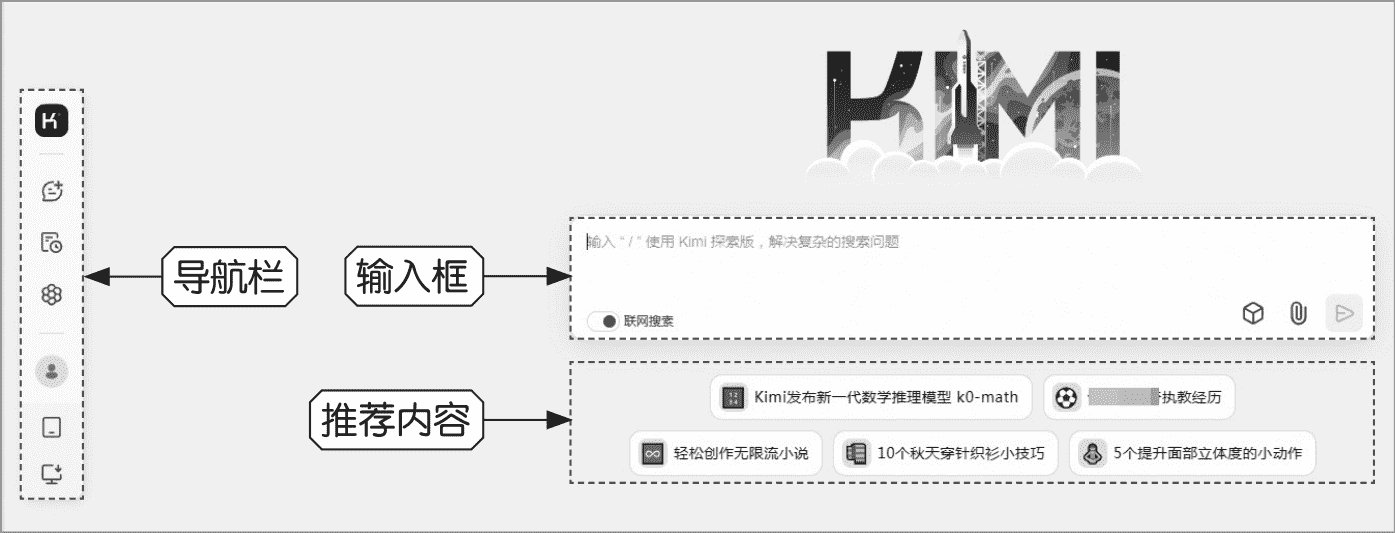 KIMI
导航栏
输入框
输入 “ / ” 使用 Kimi 探索版，解决复杂的搜索问题
联网搜索
推荐内容
Kimi发布新一代数学推理模型 k0-math
执教经历
轻松创作无限流小说
10个秋天穿针织衫小技巧
5个提升面部立体度的小动作